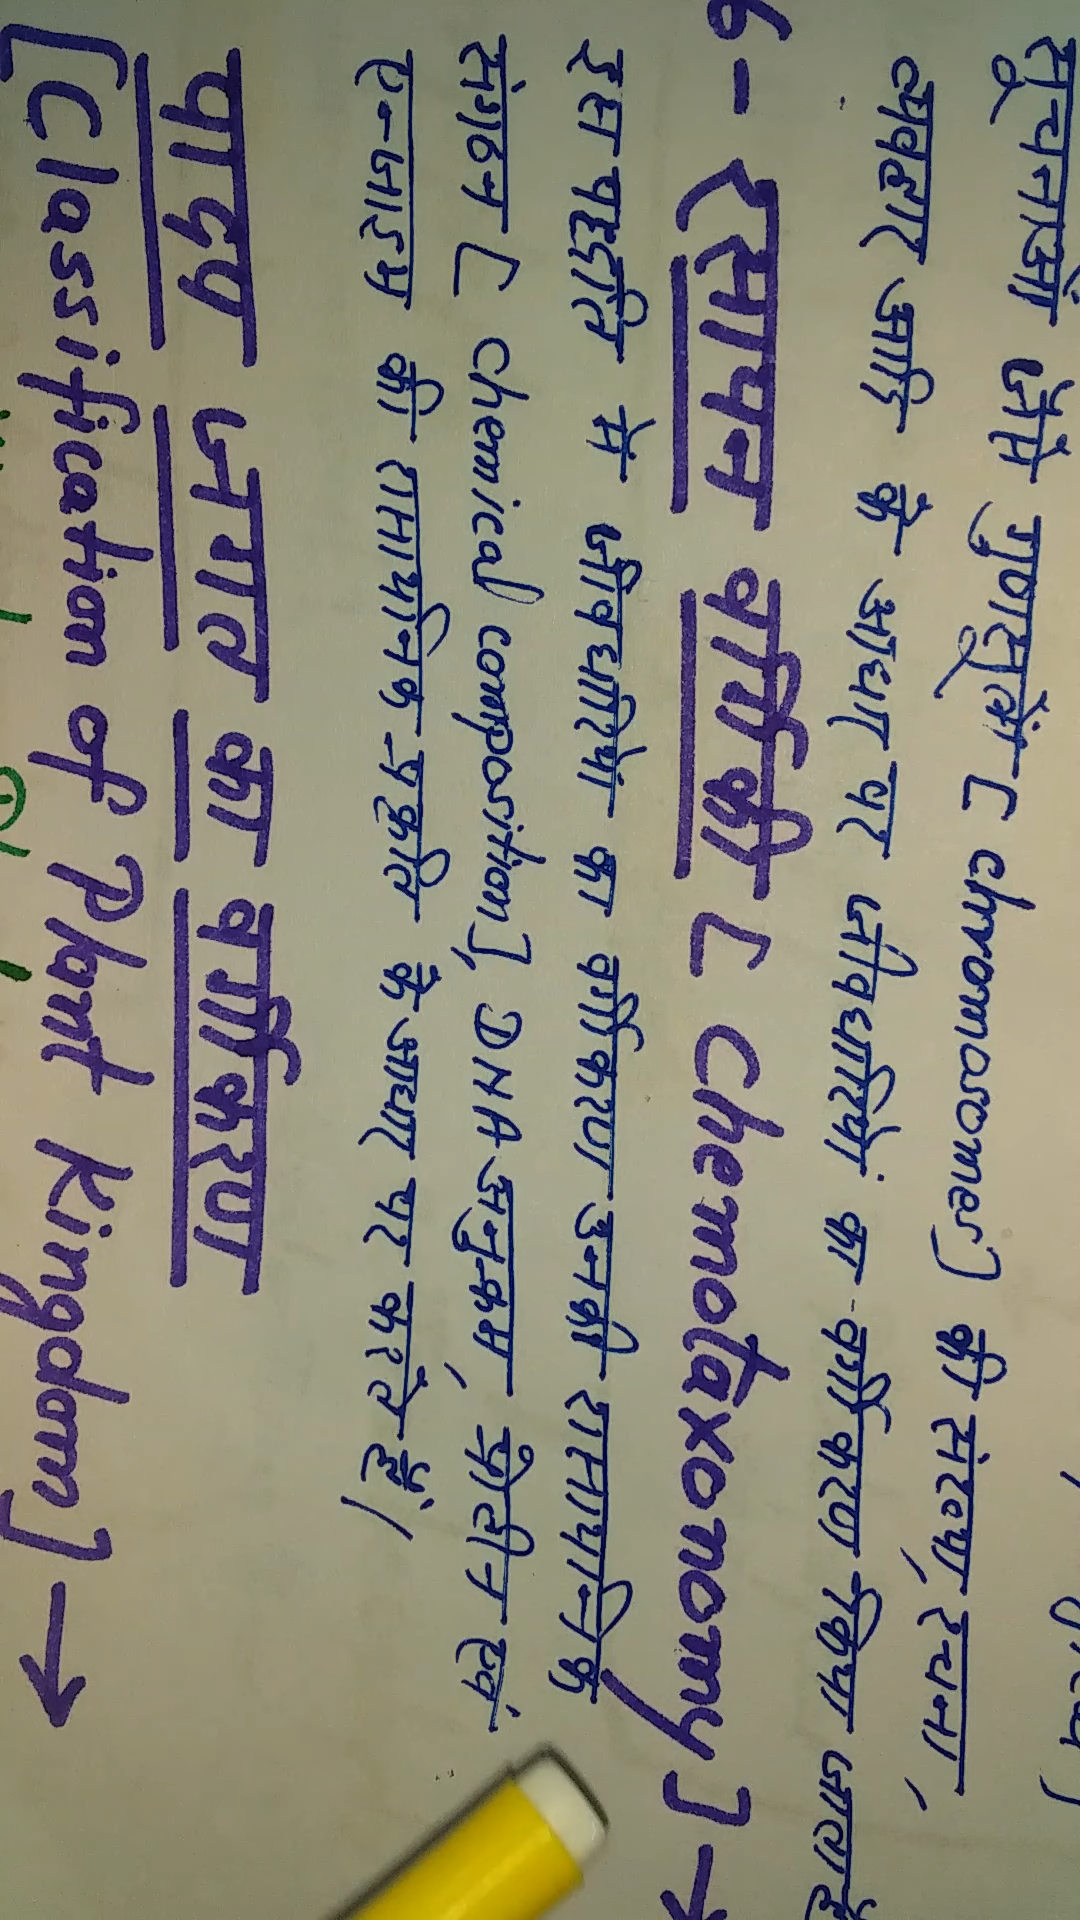 सूचनाओं जैसे गुणसूत्रों [chromosomes] की संख्या, रचना,
व्यवहार आदि के आधार पर जीवधारियों का वर्गीकरण किया जाता है
6- रसायन वर्गिकी [Chemotaxonomy] →
इस पद्धति में जीवधारियों का वर्गीकरण उनकी रासायनिक
संगठन [chemical composition], DNA अनुक्रम, प्रोटीन एवं
एन्जाइम की रासायनिक प्रकृति के आधार पर करते हैं।
पादप जगत का वर्गीकरण
[Classification of Plant Kingdom] →